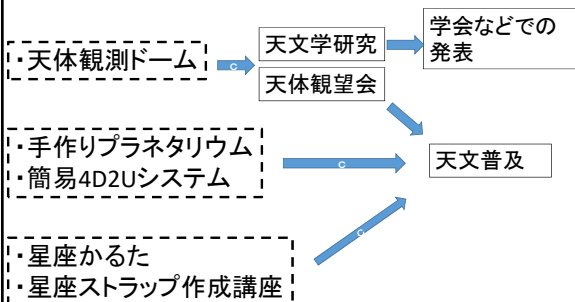 ・天体観測ドーム
C
天文学研究
天体観望会
学会などでの
発表
・手作りプラネタリウム
・簡易4D2Uシステム
C
天文普及
・星座かるた
・星座ストラップ作成講座
C